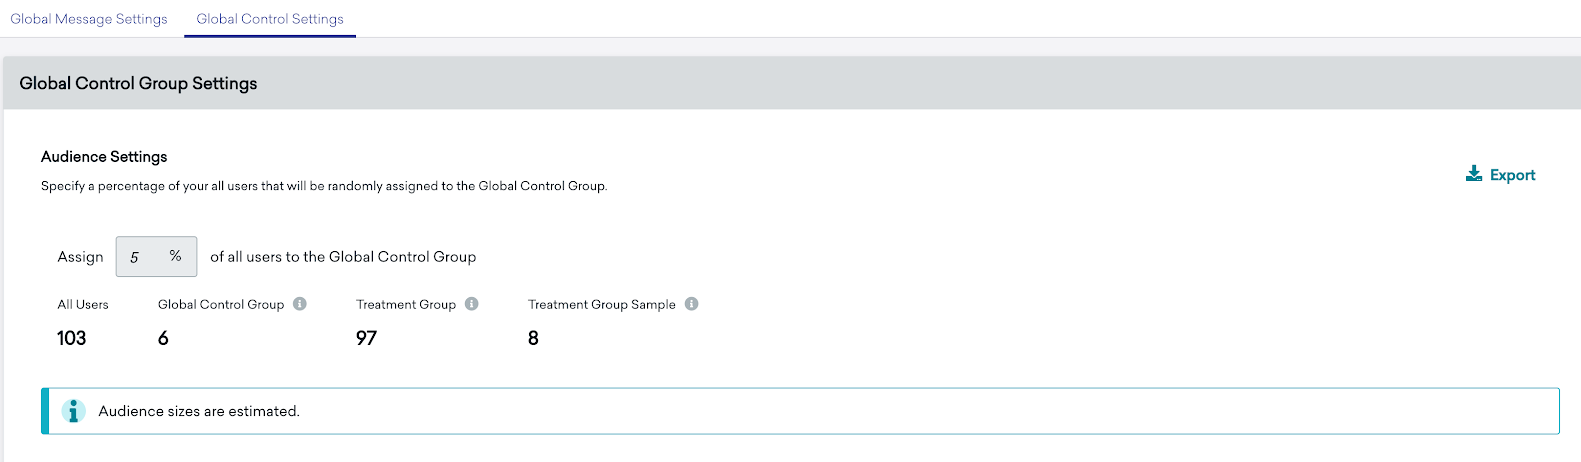 Global Message Settings Global Control Settings
Global Control Group Settings
Audience Settings
Specify a percentage of your all users that will be randomly assigned to the Global Control Group.
Export
Assign 5 % of all users to the Global Control Group
All Users Global Control Group i Treatment Group i Treatment Group Sample i
103 6 97 8
i Audience sizes are estimated.